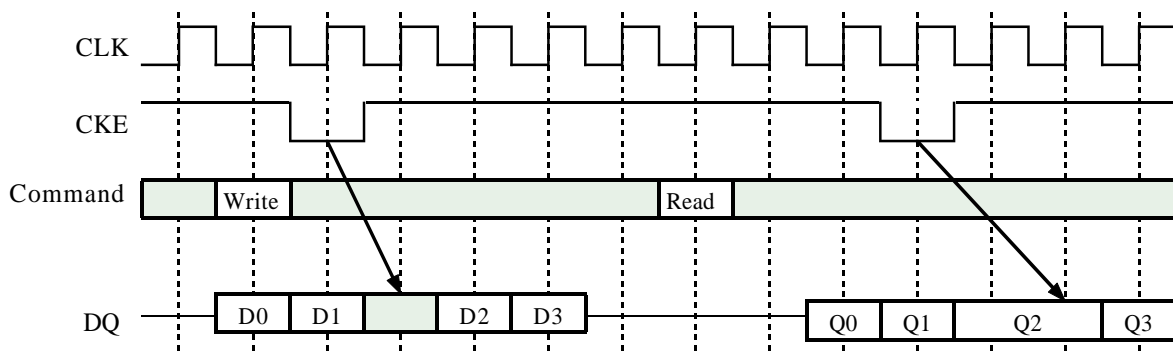 CLK
CKE
Command Write Read
DQ D0 D1 D2 D3 Q0 Q1 Q2 Q3